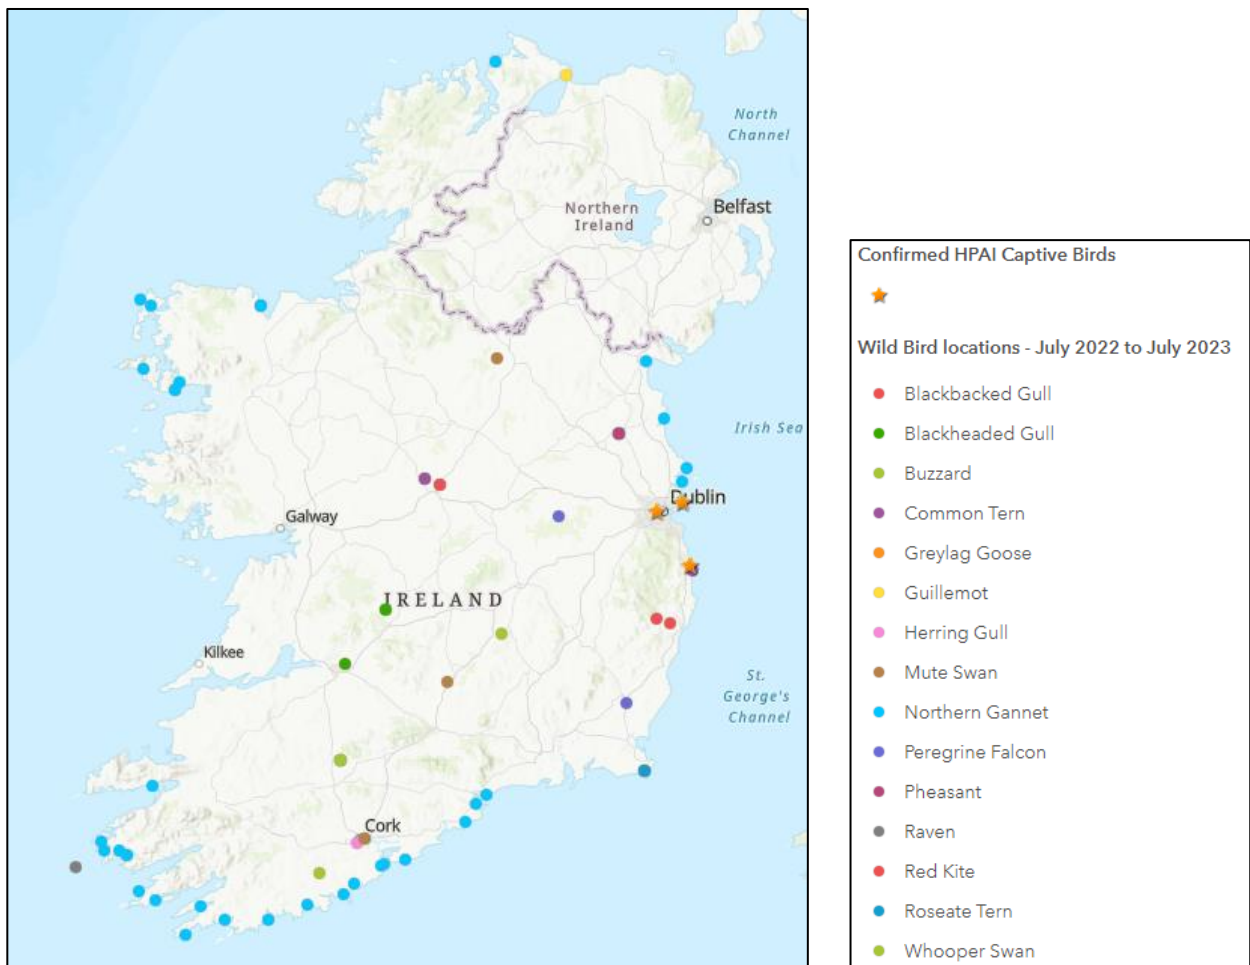 North
Channel
Northern
Ireland
Belfast
Irish Sea
Dublin
Galway
IRELAND
Kilkee
St.
George's
Channel
Cork
Confirmed HPAI Captive Birds
Wild Bird locations - July 2022 to July 2023
Blackbacked Gull
Blackheaded Gull
Buzzard
Common Tern
Greylag Goose
Guillemot
Herring Gull
Mute Swan
Northern Gannet
Peregrine Falcon
Pheasant
Raven
Red Kite
Roseate Tern
Whooper Swan